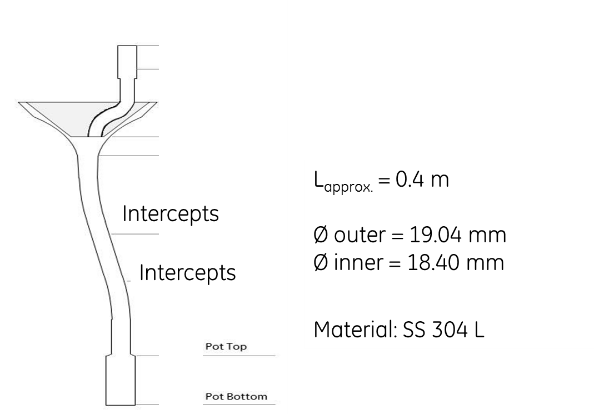 L approx. = 0.4 m
Intercepts
Ø outer = 19.04 mm
Ø inner = 18.40 mm
Intercepts
Material: SS 304 L
Pot Top
Pot Bottom